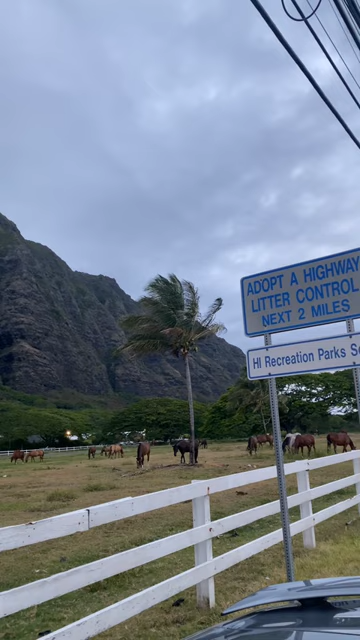 ADOPT A HIGHWAY
LITTER CONTROL
NEXT 2 MILES
HI Recreation Parks